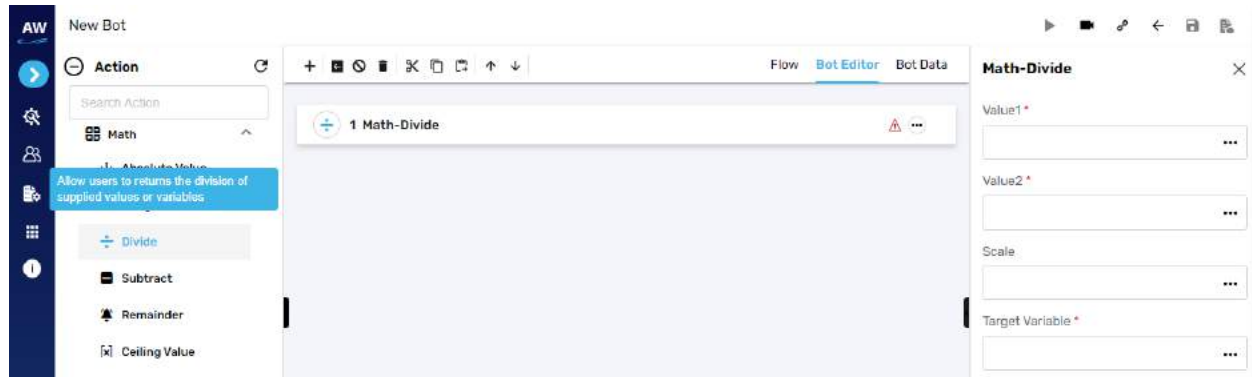 AW
New Bot
Action
Search Action
Math
Absolute Value
Allow users to returns the division of
supplied values or variables
Divide
Subtract
Remainder
Ceiling Value
Flow
Bot Editor
Bot Data
1 Math-Divide
Math-Divide
Value1 *
Value2 *
Scale
Target Variable *